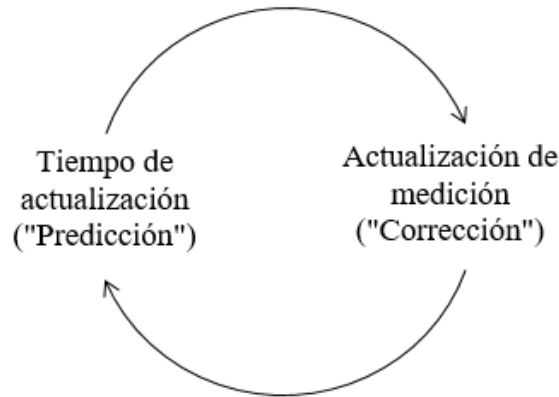 Tiempo de
actualización
("Predicción")
Actualización de
medición
("Corrección")